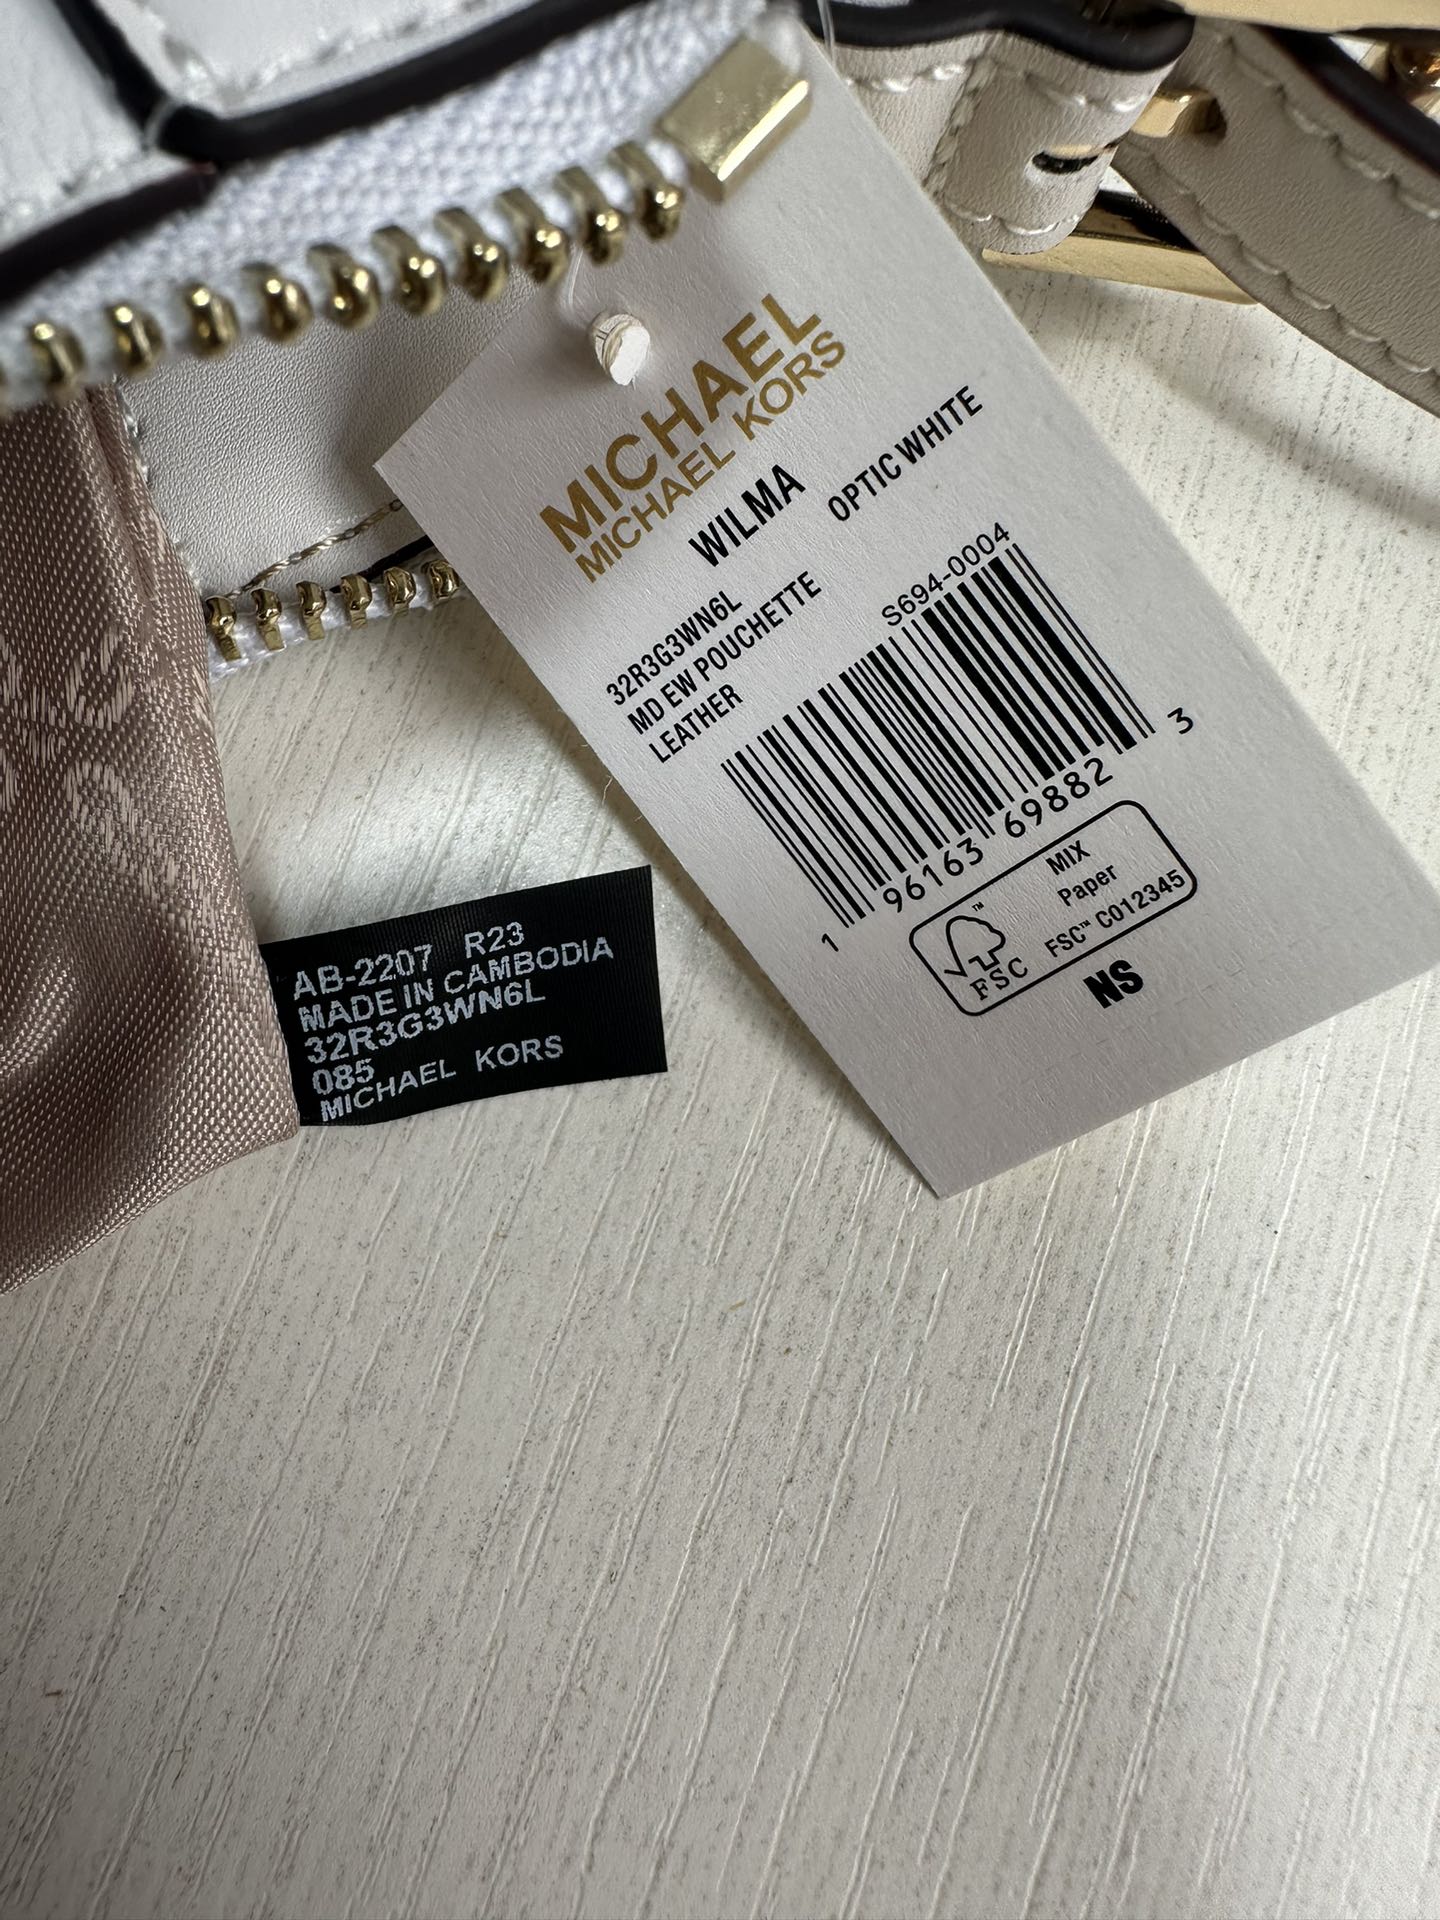 MICHAEL
MICHAEL KORS
WILMA
OPTIC WHITE
32R3G3WN6L
MD EW POUCHETTE
LEATHER
S694-0004
1 96163 69882 3
MIX
Paper
FSC™ C012345
™
FSC
NS
AB-2207 R23
MADE IN CAMBODIA
32R3G3WN6L
085
MICHAEL KORS